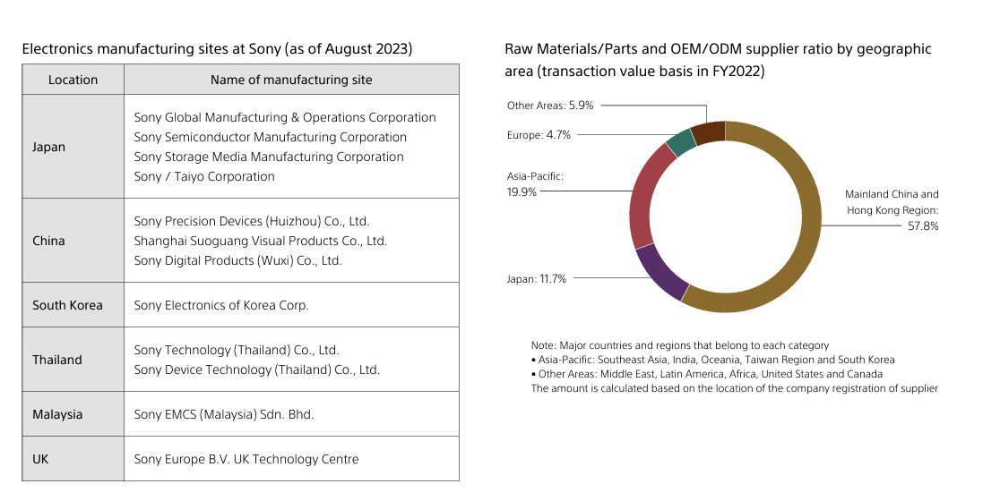 Electronics manufacturing sites at Sony (as of August 2023)
Location
Name of manufacturing site
Japan
Sony Global Manufacturing & Operations Corporation
Sony Semiconductor Manufacturing Corporation
Sony Storage Media Manufacturing Corporation
Sony / Taiyo Corporation
China
Sony Precision Devices (Huizhou) Co., Ltd.
Shanghai Suoguang Visual Products Co., Ltd.
Sony Digital Products (Wuxi) Co., Ltd.
South Korea
Sony Electronics of Korea Corp.
Thailand
Sony Technology (Thailand) Co., Ltd.
Sony Device Technology (Thailand) Co., Ltd.
Malaysia
Sony EMCS (Malaysia) Sdn. Bhd.
UK
Sony Europe B.V. UK Technology Centre
Raw Materials/Parts and OEM/ODM supplier ratio by geographic
area (transaction value basis in FY2022)
Other Areas: 5.9%
Europe: 4.7%
Asia-Pacific:
19.9%
Japan: 11.7%
Mainland China and
Hong Kong Region:
57.8%
Note: Major countries and regions that belong to each category
• Asia-Pacific: Southeast Asia, India, Oceania, Taiwan Region and South Korea
• Other Areas: Middle East, Latin America, Africa, United States and Canada
The amount is calculated based on the location of the company registration of supplier